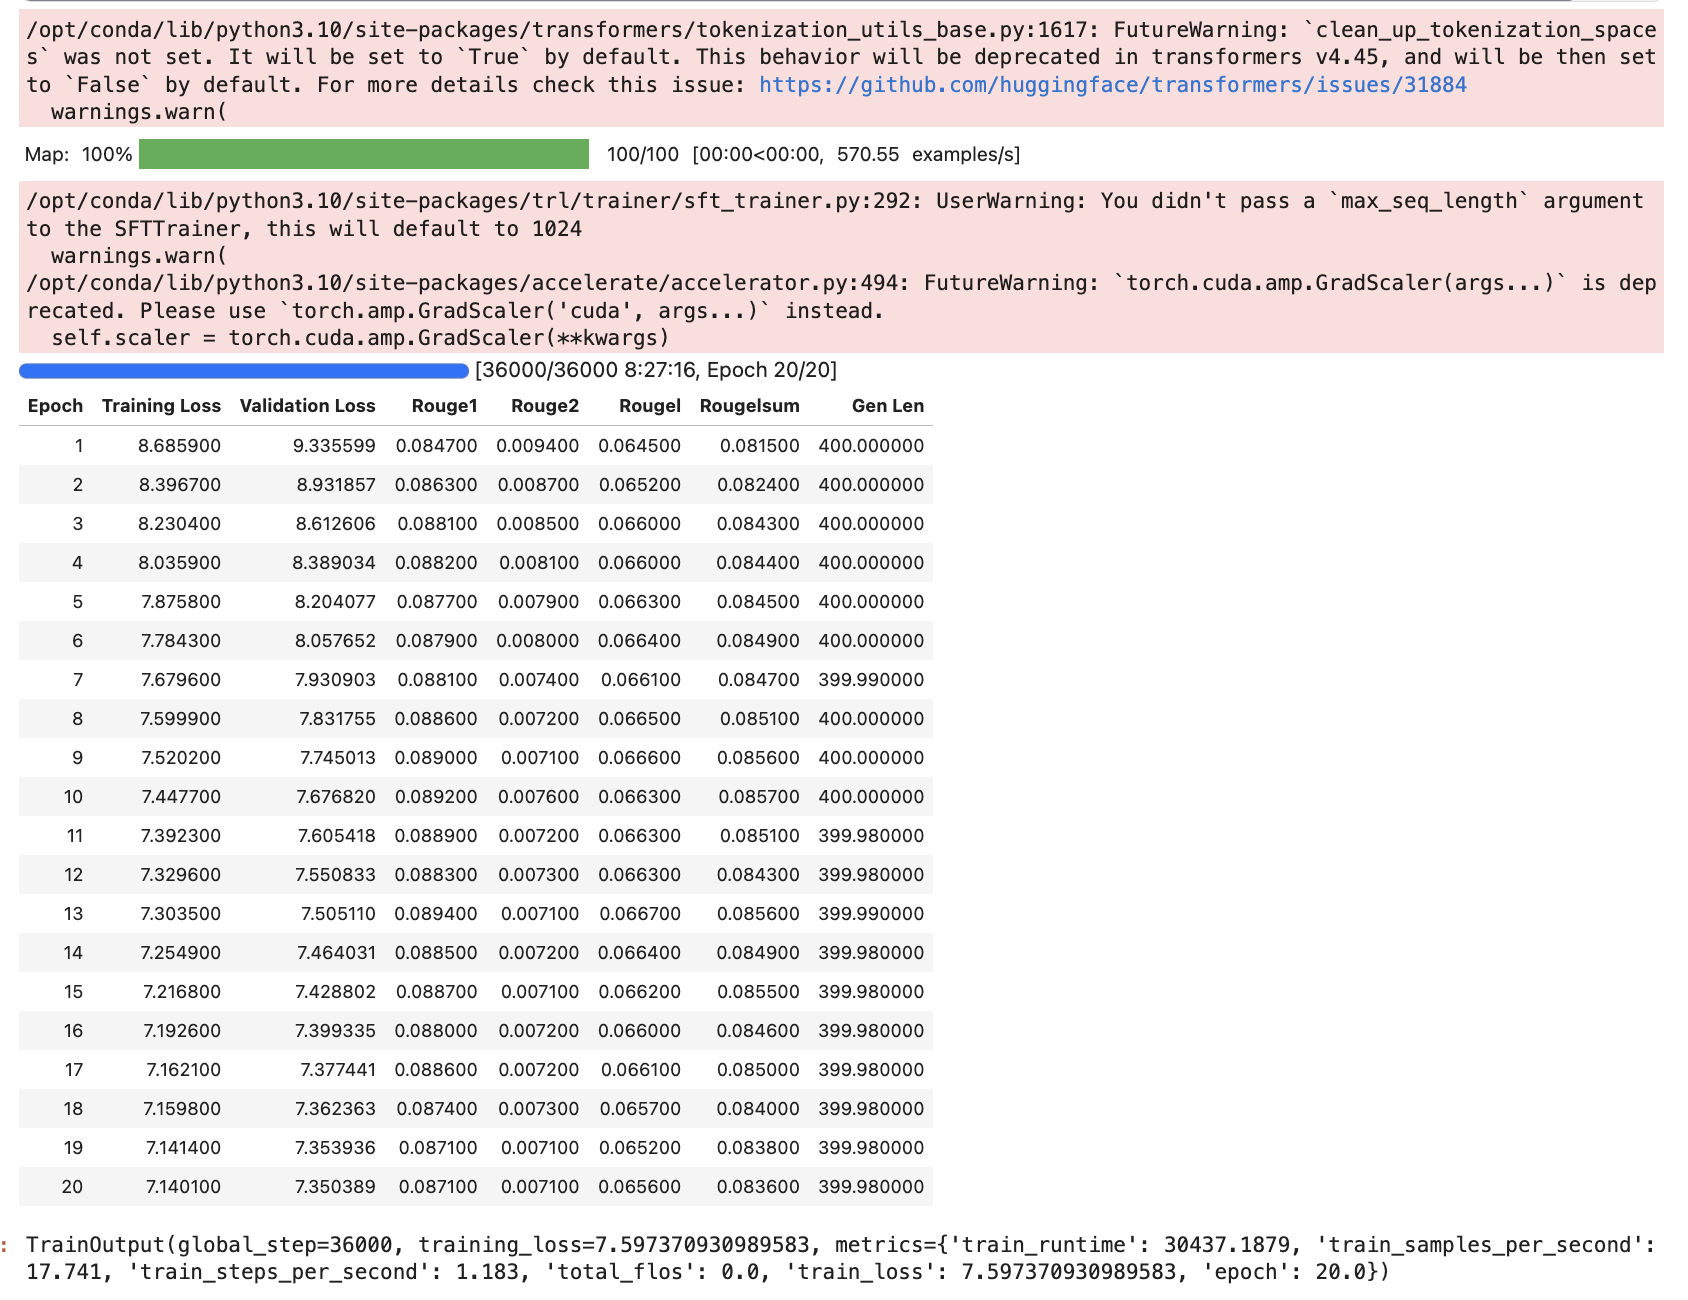 /opt/conda/lib/python3.10/site-packages/transformers/tokenization_utils_base.py:1617: FutureWarning: `clean_up_tokenization_space
s` was not set. It will be set to `True` by default. This behavior will be deprecated in transformers v4.45, and will be then set
to `False` by default. For more details check this issue: https://github.com/huggingface/transformers/issues/31884
  warnings.warn(
Map: 100% 100/100 [00:00<00:00, 570.55 examples/s]
/opt/conda/lib/python3.10/site-packages/trl/trainer/sft_trainer.py:292: UserWarning: You didn't pass a `max_seq_length` argument
to the SFTTrainer, this will default to 1024
  warnings.warn(
/opt/conda/lib/python3.10/site-packages/accelerate/accelerator.py:494: FutureWarning: `torch.cuda.amp.GradScaler(args...)` is dep
recated. Please use `torch.amp.GradScaler('cuda', args...)` instead.
  self.scaler = torch.cuda.amp.GradScaler(**kwargs)
[36000/36000 8:27:16, Epoch 20/20]
Epoch Training Loss Validation Loss Rouge1 Rouge2 Rougel Rougelsum Gen Len
1 8.685900 9.335599 0.084700 0.009400 0.064500 0.081500 400.000000
2 8.396700 8.931857 0.086300 0.008700 0.065200 0.082400 400.000000
3 8.230400 8.612606 0.088100 0.008500 0.066000 0.084300 400.000000
4 8.035900 8.389034 0.088200 0.008100 0.066000 0.084400 400.000000
5 7.875800 8.204077 0.087700 0.007900 0.066300 0.084500 400.000000
6 7.784300 8.057652 0.087900 0.008000 0.066400 0.084900 400.000000
7 7.679600 7.930903 0.088100 0.007400 0.066100 0.084700 399.990000
8 7.599900 7.831755 0.088600 0.007200 0.066500 0.085100 400.000000
9 7.520200 7.745013 0.089000 0.007100 0.066600 0.085600 400.000000
10 7.447700 7.676820 0.089200 0.007600 0.066300 0.085700 400.000000
11 7.392300 7.605418 0.088900 0.007200 0.066300 0.085100 399.980000
12 7.329600 7.550833 0.088300 0.007300 0.066300 0.084300 399.980000
13 7.303500 7.505110 0.089400 0.007100 0.066700 0.085600 399.990000
14 7.254900 7.464031 0.088500 0.007200 0.066400 0.084900 399.980000
15 7.216800 7.428802 0.088700 0.007100 0.066200 0.085500 399.980000
16 7.192600 7.399335 0.088000 0.007200 0.066000 0.084600 399.980000
17 7.162100 7.377441 0.088600 0.007200 0.066100 0.085000 399.980000
18 7.159800 7.362363 0.087400 0.007300 0.065700 0.084000 399.980000
19 7.141400 7.353936 0.087100 0.007100 0.065200 0.083800 399.980000
20 7.140100 7.350389 0.087100 0.007100 0.065600 0.083600 399.980000
: TrainOutput(global_step=36000, training_loss=7.597370930989583, metrics={'train_runtime': 30437.1879, 'train_samples_per_second':
17.741, 'train_steps_per_second': 1.183, 'total_flos': 0.0, 'train_loss': 7.597370930989583, 'epoch': 20.0})